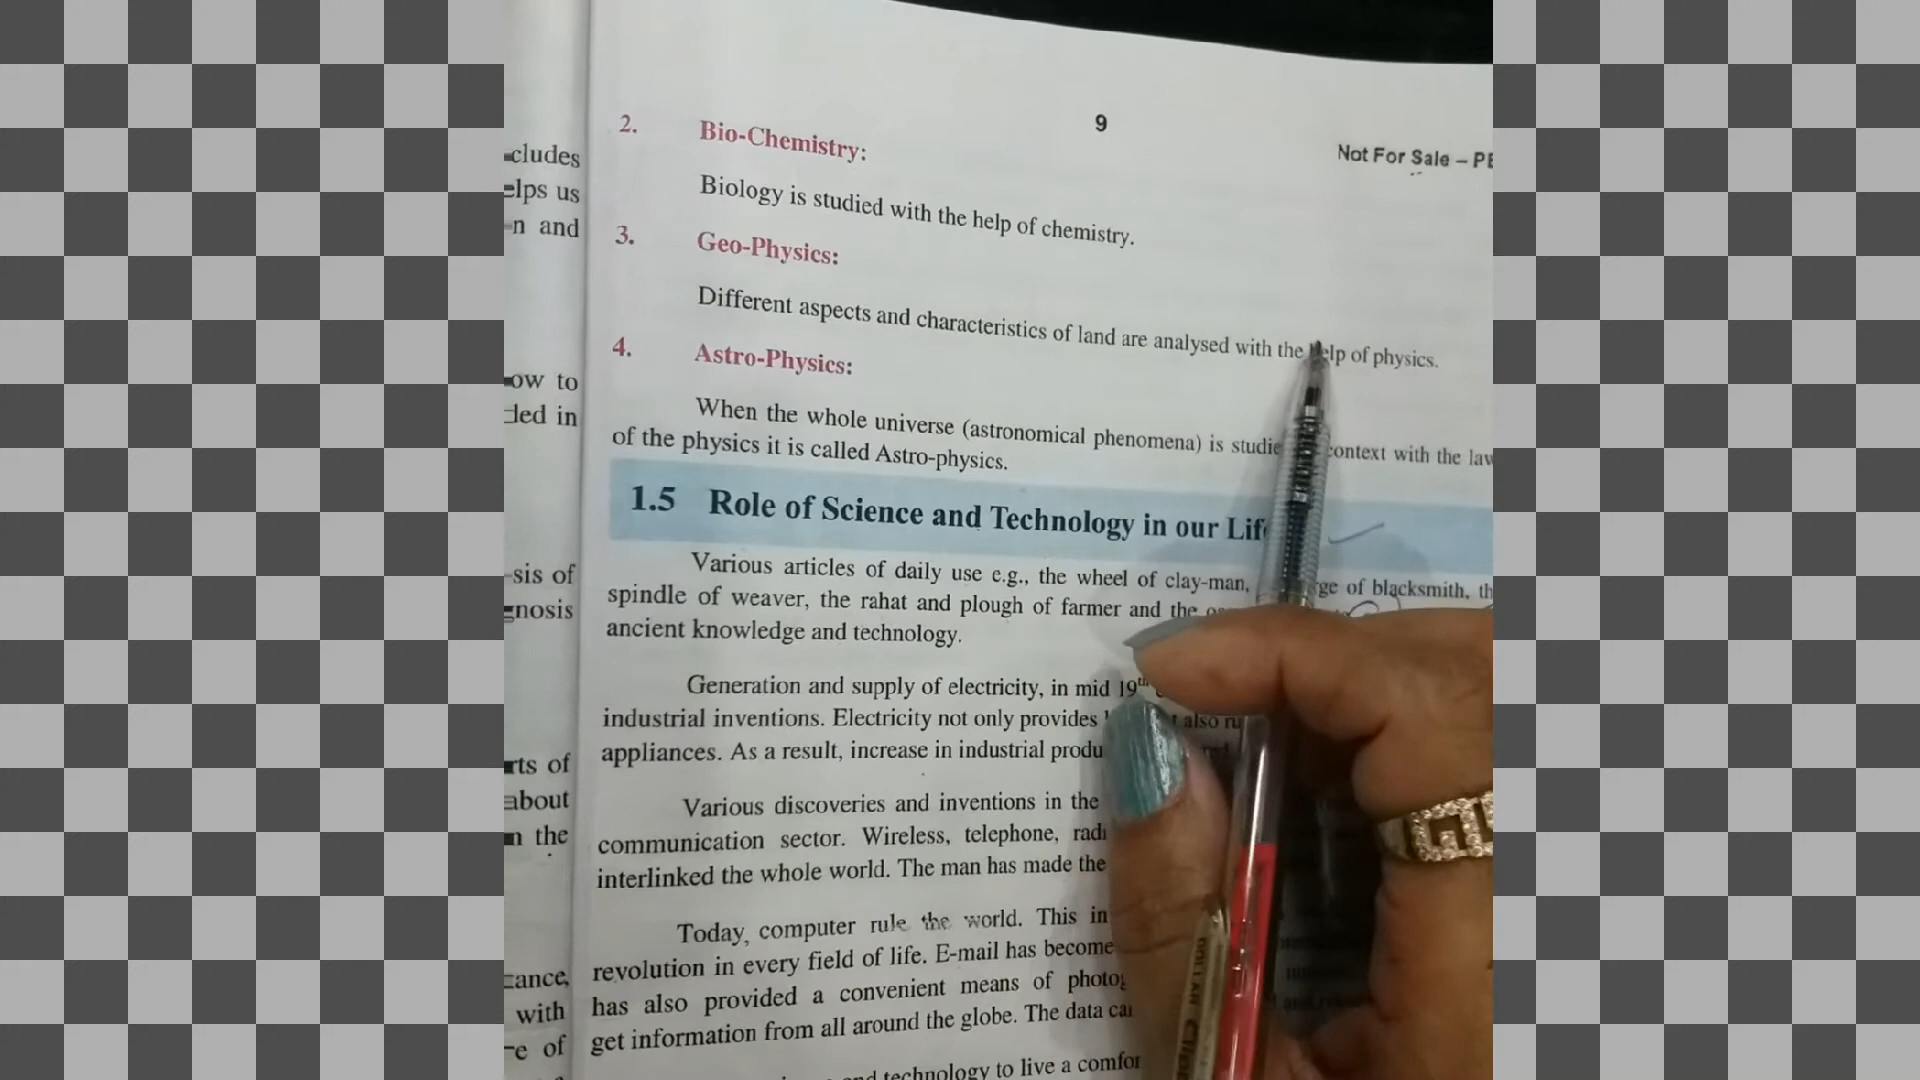 9
Not For Sale –
cludes
elps us
n and
ow to
ded in
sis of
gnosis
rts of
about
n the
cance,
with
e of
2. Bio-Chemistry:
Biology is studied with the help of chemistry.
3. Geo-Physics:
Different aspects and characteristics of land are analysed with the help of physics.
4. Astro-Physics:
When the whole universe (astronomical phenomena) is studie context with the law
of the physics it is called Astro-physics.
1.5 Role of Science and Technology in our Life
Various articles of daily use e.g., the wheel of clay-man, rge of blacksmith, th
spindle of weaver, the rahat and plough of farmer and the
ancient knowledge and technology.
Generation and supply of electricity, in mid 19th
industrial inventions. Electricity not only provides also ru
appliances. As a result, increase in industrial produ
Various discoveries and inventions in the
communication sector. Wireless, telephone, radi
interlinked the whole world. The man has made the
Today, computer rule the world. This in
revolution in every field of life. E-mail has become
has also provided a convenient means of photog
get information from all around the globe. The data can
and technology to live a comfor